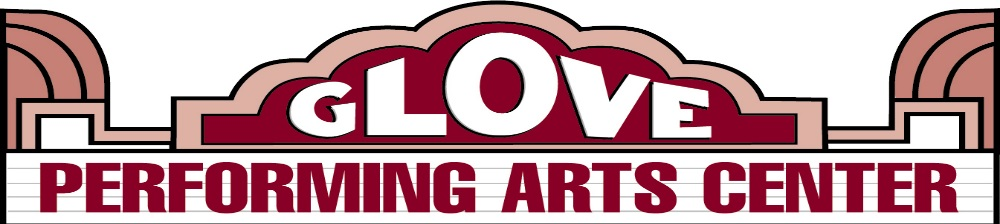 GLOVE
PERFORMING ARTS CENTER